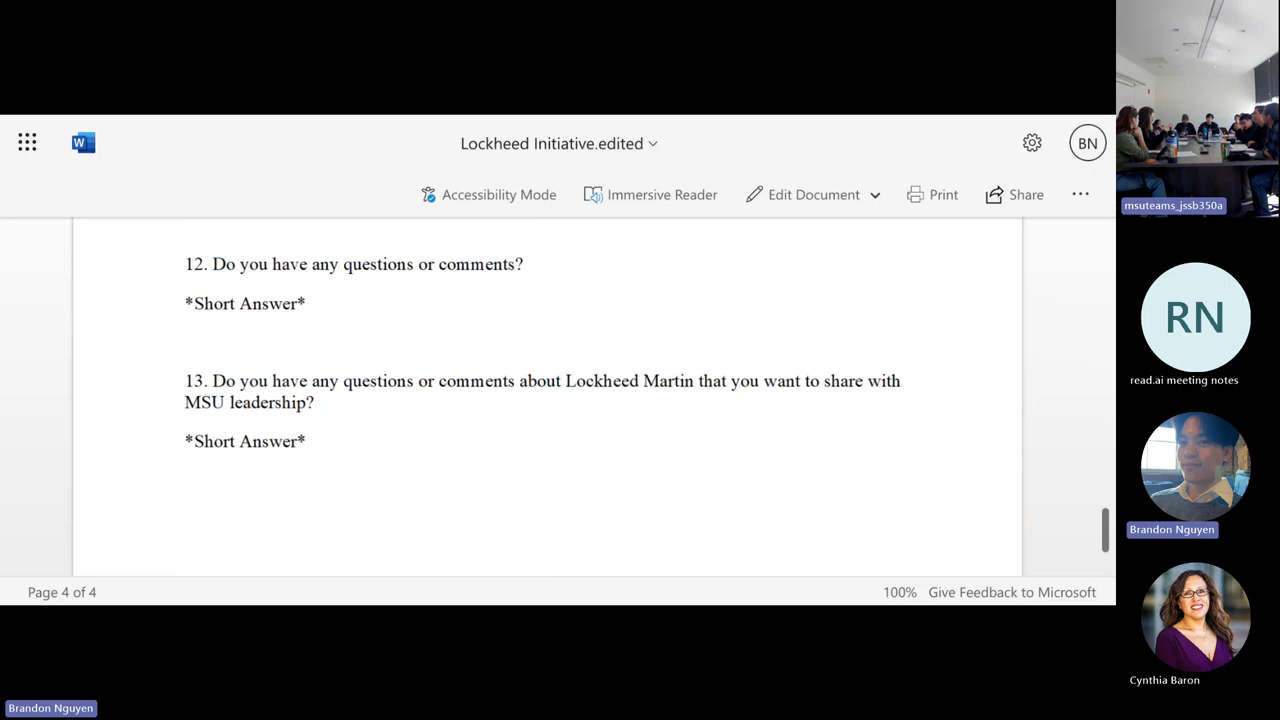 Lockheed Initiative.edited
BN
Accessibility Mode
Immersive Reader
Edit Document
Print
Share
12. Do you have any questions or comments?
*Short Answer*
13. Do you have any questions or comments about Lockheed Martin that you want to share with
MSU leadership?
*Short Answer*
Page 4 of 4
100%
Give Feedback to Microsoft
Brandon Nguyen
msuteams_jssb350a
RN
read.ai meeting notes
Brandon Nguyen
Cynthia Baron